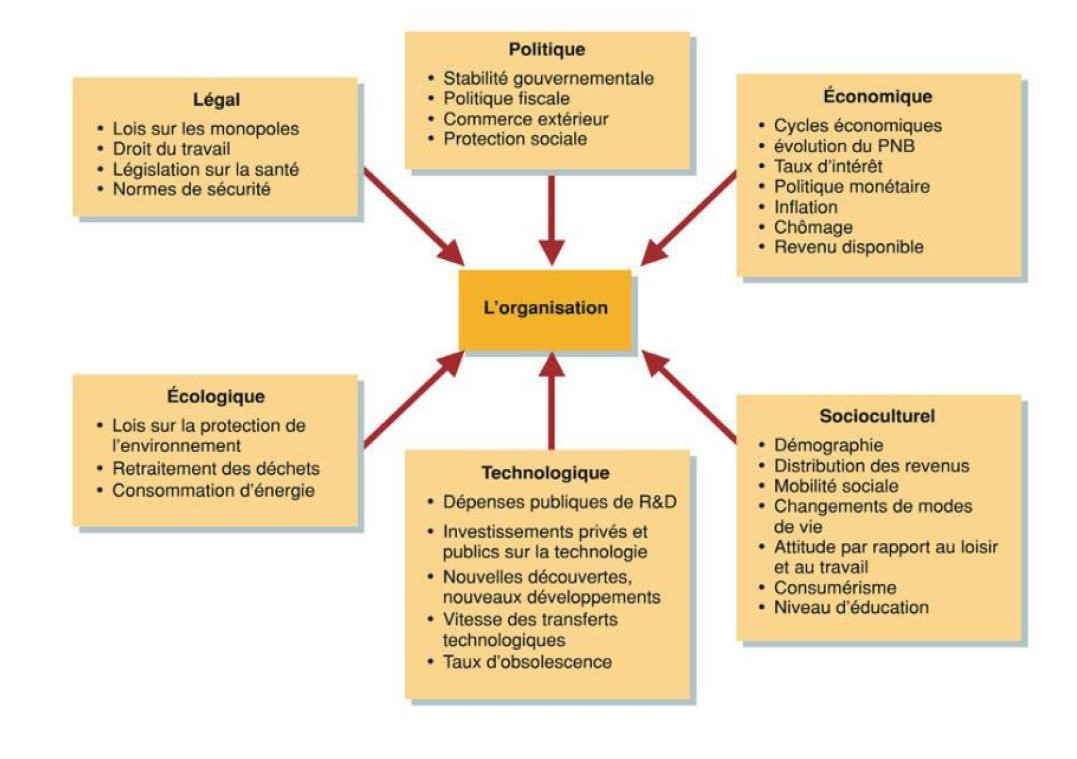 Politique
• Stabilité gouvernementale
• Politique fiscale
• Commerce extérieur
• Protection sociale
Légal
• Lois sur les monopoles
• Droit du travail
• Législation sur la santé
• Normes de sécurité
Économique
• Cycles économiques
• évolution du PNB
• Taux d'intérêt
• Politique monétaire
• Inflation
• Chômage
• Revenu disponible
L'organisation
Écologique
• Lois sur la protection de
l'environnement
• Retraitement des déchets
• Consommation d'énergie
Technologique
• Dépenses publiques de R&D
• Investissements privés et
publics sur la technologie
• Nouvelles découvertes,
nouveaux développements
• Vitesse des transferts
technologiques
• Taux d'obsolescence
Socioculturel
• Démographie
• Distribution des revenus
• Mobilité sociale
• Changements de modes
de vie
• Attitude par rapport au loisir
et au travail
• Consumérisme
• Niveau d'éducation